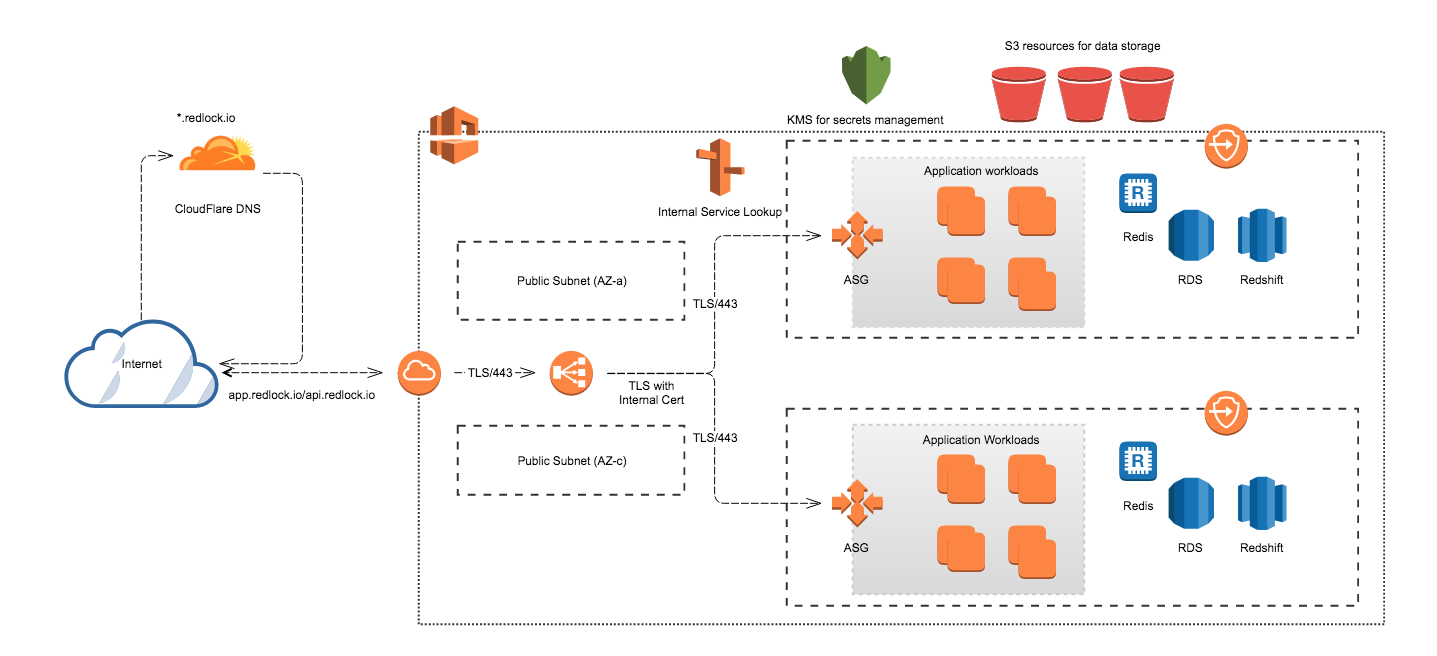 S3 resources for data storage
*.redlock.io
KMS for secrets management
CloudFlare DNS
Internal Service Lookup
Application workloads
R
Redis
ASG
RDS
Redshift
Public Subnet (AZ-a)
TLS/443
Internet
TLS/443
TLS with
Internal Cert
app.redlock.io/api.redlock.io
TLS/443
Public Subnet (AZ-c)
Application Workloads
R
Redis
ASG
RDS
Redshift